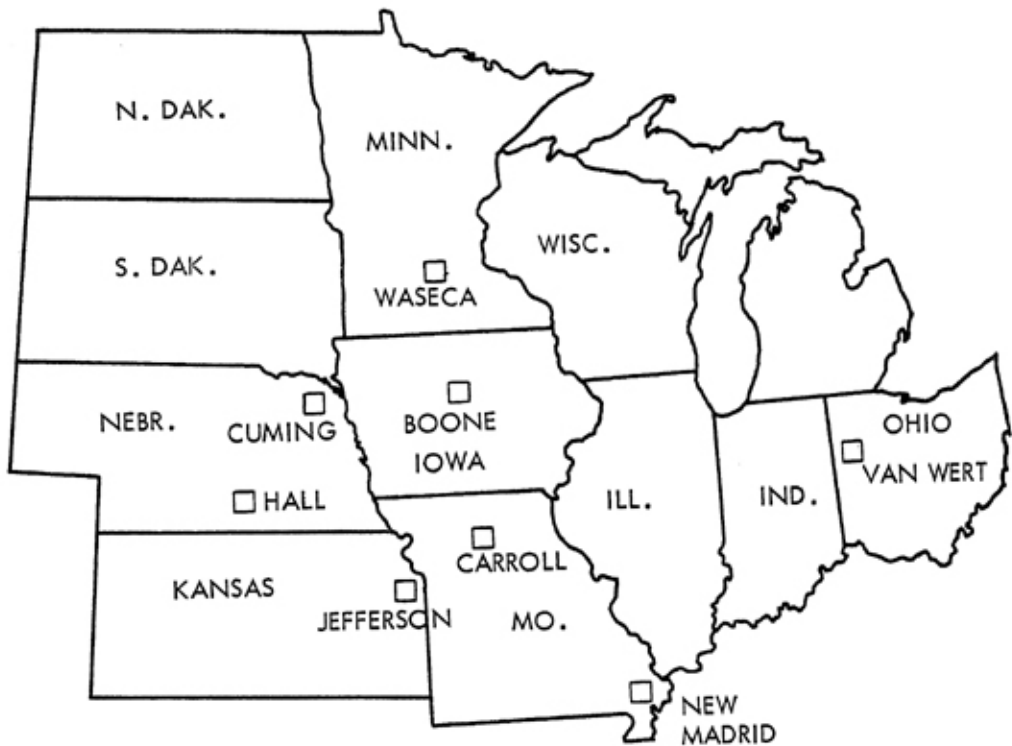 N. DAK.
MINN.
S. DAK.
WISC.
WASECA
NEBR.
CUMING
BOONE
IOWA
OHIO
VAN WERT
HALL
ILL.
IND.
CARROLL
KANSAS
JEFFERSON
MO.
NEW
MADRID